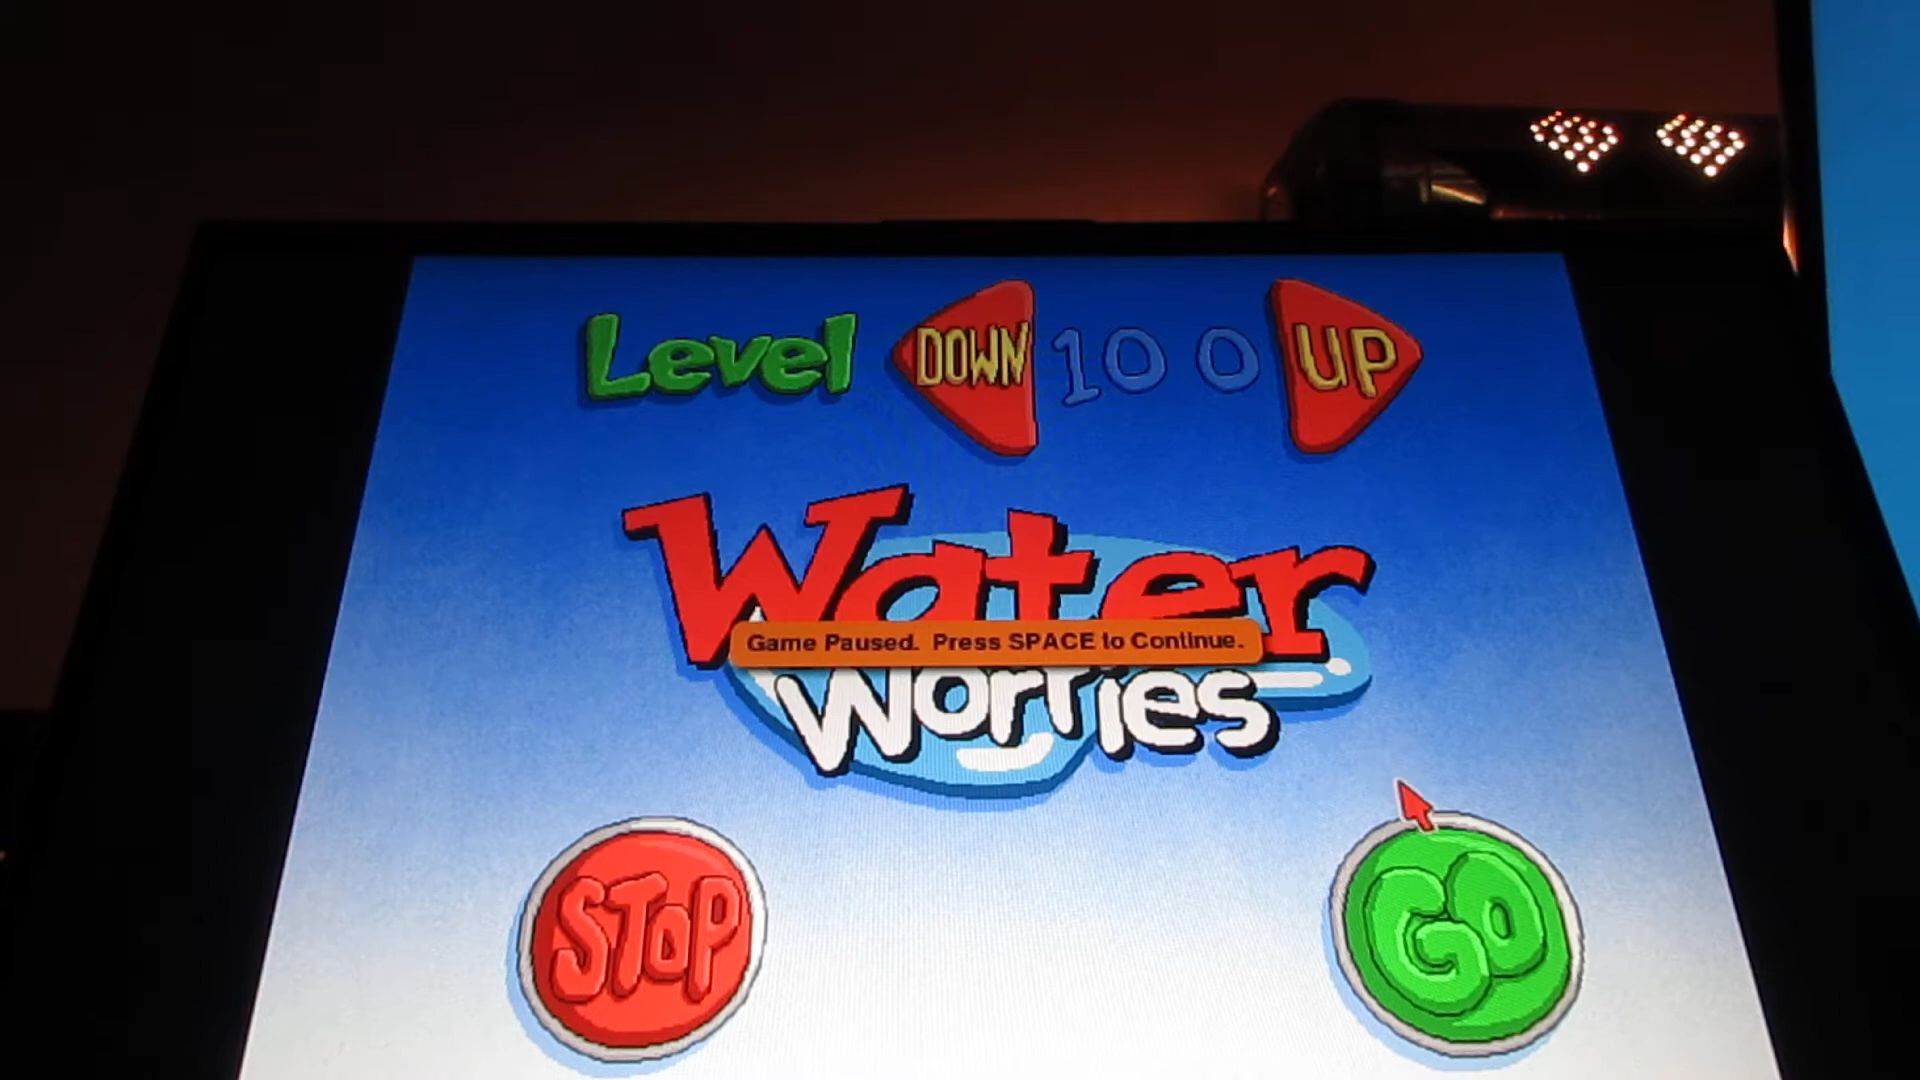 Level DOWN 100 UP
Water
Game Paused. Press SPACE to Continue.
Worries
STOP GO